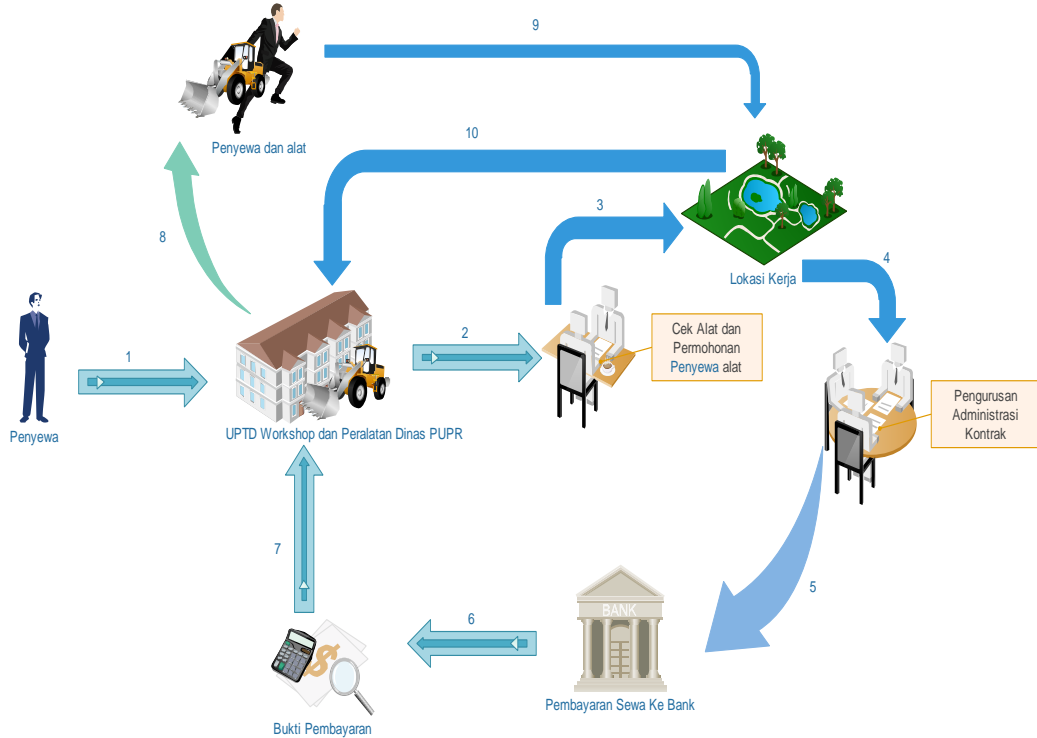 9
Penyewa dan alat
10
3
8
Lokasi Kerja
4
1
2
Cek Alat dan
Permohonan
Penyewa alat
Penyewa
UPTD Workshop dan Peralatan Dinas PUPR
Pengurusan
Administrasi
Kontrak
7
5
6
BANK
Pembayaran Sewa Ke Bank
Bukti Pembayaran